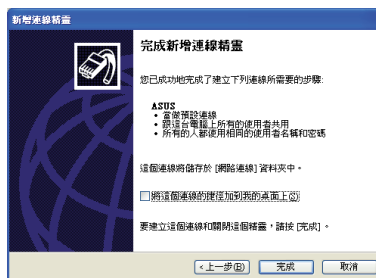 新增連線精靈
完成新增連線精靈
您已成功地完成了建立下列連線所需要的步驟:
ASUS
• 當做預設連線
• 跟這台電腦上所有的使用者共用
• 所有的人都使用相同的使用者名稱和密碼
這個連線將儲存於 [網路連線] 資料夾中。
將這個連線的捷徑加到我的桌面上(S)
要建立這個連線和關閉這個精靈，請按 [完成]。
<上一步(B) 完成 取消